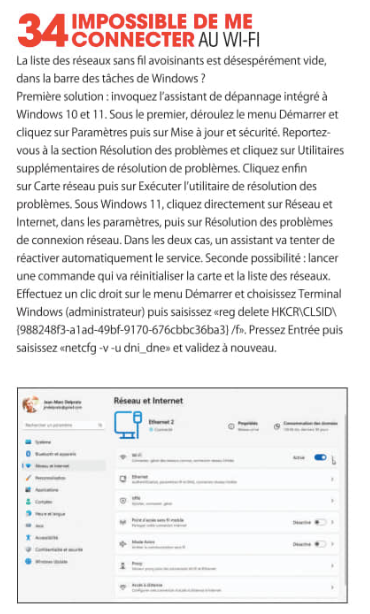 34 IMPOSSIBLE DE ME
CONNECTER AU WI-FI
La liste des réseaux sans fil avoisinants est désespérément vide,
dans la barre des tâches de Windows ?
Première solution : invoquez l'assistant de dépannage intégré à
Windows 10 et 11. Sous le premier, déroulez le menu Démarrer et
cliquez sur Paramètres puis sur Mise à jour et sécurité. Reportez-
vous à la section Résolution des problèmes et cliquez sur Utilitaires
supplémentaires de résolution de problèmes. Cliquez enfin
sur Carte réseau puis sur Exécuter l'utilitaire de résolution des
problèmes. Sous Windows 11, cliquez directement sur Réseau et
Internet, dans les paramètres, puis sur Résolution des problèmes
de connexion réseau. Dans les deux cas, un assistant va tenter de
réactiver automatiquement le service. Seconde possibilité : lancer
une commande qui va réinitialiser la carte et la liste des réseaux.
Effectuez un clic droit sur le menu Démarrer et choisissez Terminal
Windows (administrateur) puis saisissez «reg delete HKCR\CLSID\
{988248f3-a1ad-49bf-9170-676cbbc36ba3} /f». Pressez Entrée puis
saisissez «netcfg -v -u dni_dne» et validez à nouveau.
Réseau et Internet
Ethernet 2
Connecté
Propriétés
Consommation des données
Rechercher un paramètre
Système
Bluetooth et appareils
Réseau et Internet
Personnalisation
Applications
Comptes
Heure et langue
Jeux
Accessibilité
Confidentialité et sécurité
Windows Update
Wi-Fi
Activé
Ethernet
VPN
Point d'accès sans fil mobile
Désactivé
Mode Avion
Désactivé
Proxy
Accès à distance